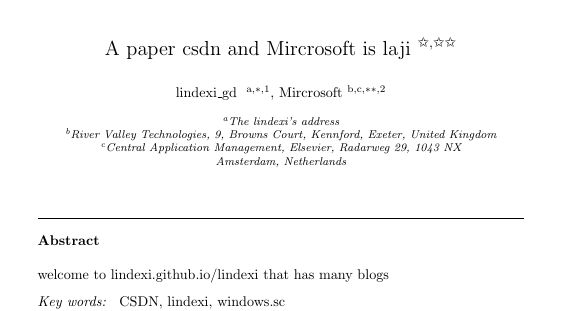 A paper csdn and Mircrosoft is laji ☆,☆☆
lindexi_gd a,∗,1, Mircrosoft b,c,∗∗,2
aThe lindexi's address
bRiver Valley Technologies, 9, Browns Court, Kennford, Exeter, United Kingdom
cCentral Application Management, Elsevier, Radarweg 29, 1043 NX
Amsterdam, Netherlands
Abstract
welcome to lindexi.github.io/lindexi that has many blogs
Key words: CSDN, lindexi, windows.sc